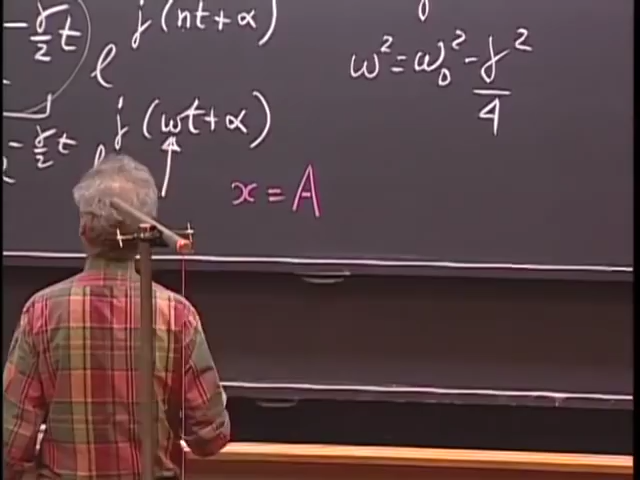 - γ/2 t e j(nt+α)
ω² = ω₀² - γ²/4
- γ/2 t e j(ωt+α)
x = A